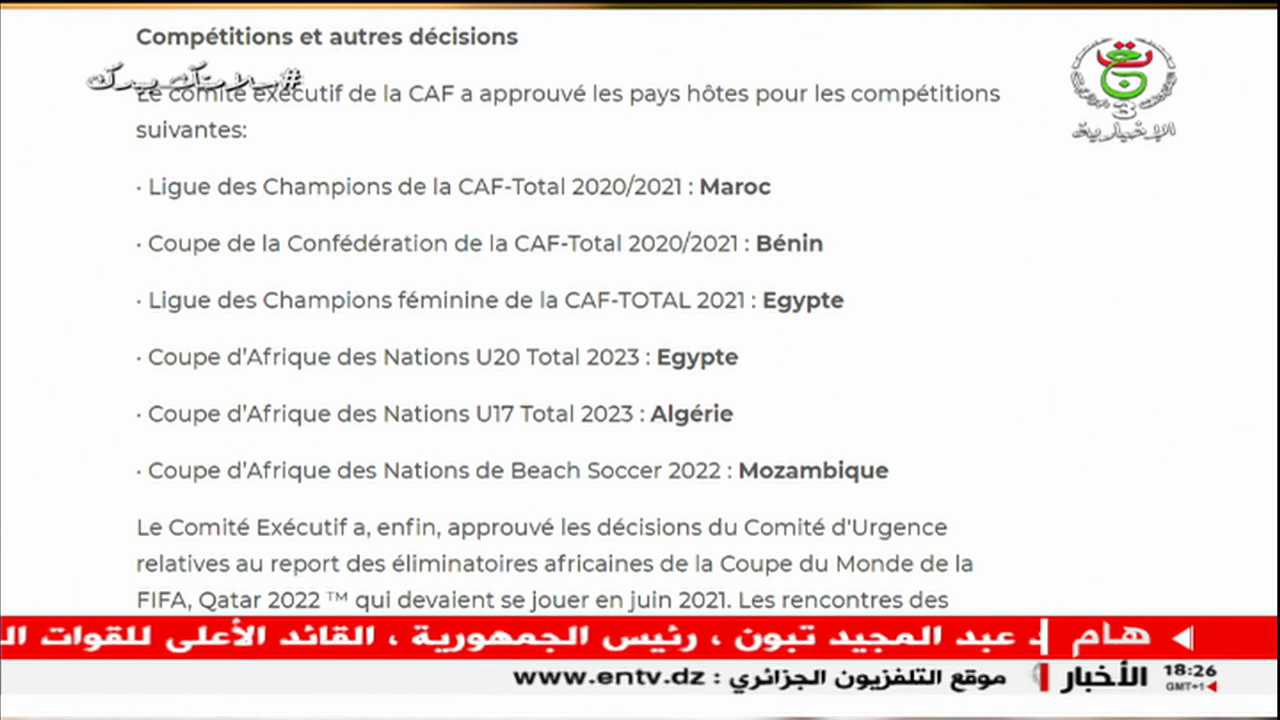 Compétitions et autres décisions
Le comité exécutif de la CAF a approuvé les pays hôtes pour les compétitions
suivantes:
· Ligue des Champions de la CAF-Total 2020/2021 : Maroc
· Coupe de la Confédération de la CAF-Total 2020/2021 : Bénin
· Ligue des Champions féminine de la CAF-TOTAL 2021 : Egypte
· Coupe d'Afrique des Nations U20 Total 2023 : Egypte
· Coupe d'Afrique des Nations U17 Total 2023 : Algérie
· Coupe d'Afrique des Nations de Beach Soccer 2022 : Mozambique
Le Comité Exécutif a, enfin, approuvé les décisions du Comité d'Urgence
relatives au report des éliminatoires africaines de la Coupe du Monde de la
FIFA, Qatar 2022 ™ qui devaient se jouer en juin 2021. Les rencontres des
3
الإخبارية
هام
عبد المجيد تبون ، رئيس الجمهورية ، القائد الأعلى للقوات
الأخبار
موقع التلفزيون الجزائري : www.entv.dz
18:26
GMT+1